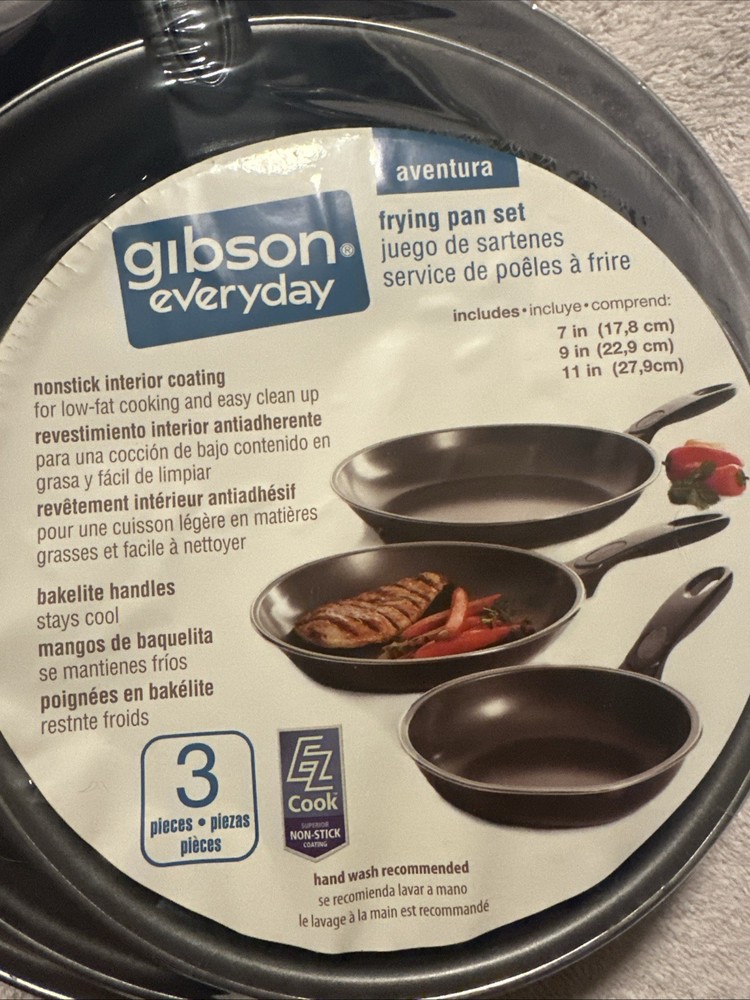 aventura
gibson®
everyday
frying pan set
juego de sartenes
service de poêles à frire
includes • incluye • comprend:
7 in (17,8 cm)
9 in (22,9 cm)
11 in (27,9cm)
nonstick interior coating
for low-fat cooking and easy clean up
revestimiento interior antiadherente
para una cocción de bajo contenido en
grasa y fácil de limpiar
revêtement intérieur antiadhésif
pour une cuisson légère en matières
grasses et facile à nettoyer
bakelite handles
stays cool
mangos de baquelita
se mantienes fríos
poignées en bakélite
restnte froids
3
pieces • piezas
pièces
EZ
Cook™
SUPERIOR
NON-STICK
COATING
hand wash recommended
se recomienda lavar a mano
le lavage à la main est recommandé